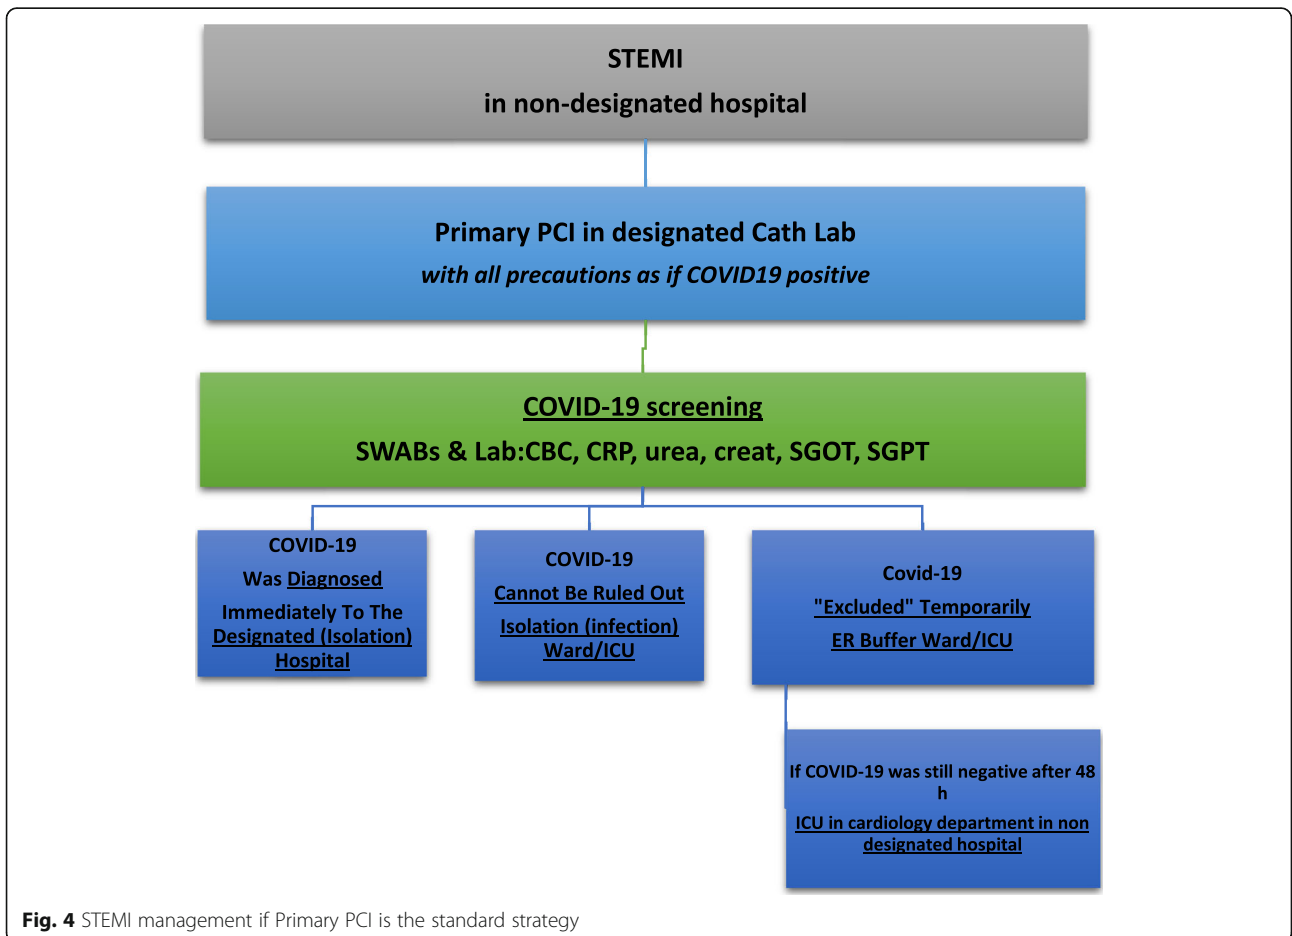 STEMI
in non-designated hospital
Primary PCI in designated Cath Lab
with all precautions as if COVID19 positive
COVID-19 screening
SWABs & Lab:CBC, CRP, urea, creat, SGOT, SGPT
COVID-19
Was Diagnosed
Immediately To The
Designated (Isolation)
Hospital
COVID-19
Cannot Be Ruled Out
Isolation (infection)
Ward/ICU
Covid-19
"Excluded" Temporarily
ER Buffer Ward/ICU
If COVID-19 was still negative after 48
h
ICU in cardiology department in non
designated hospital
Fig. 4 STEMI management if Primary PCI is the standard strategy